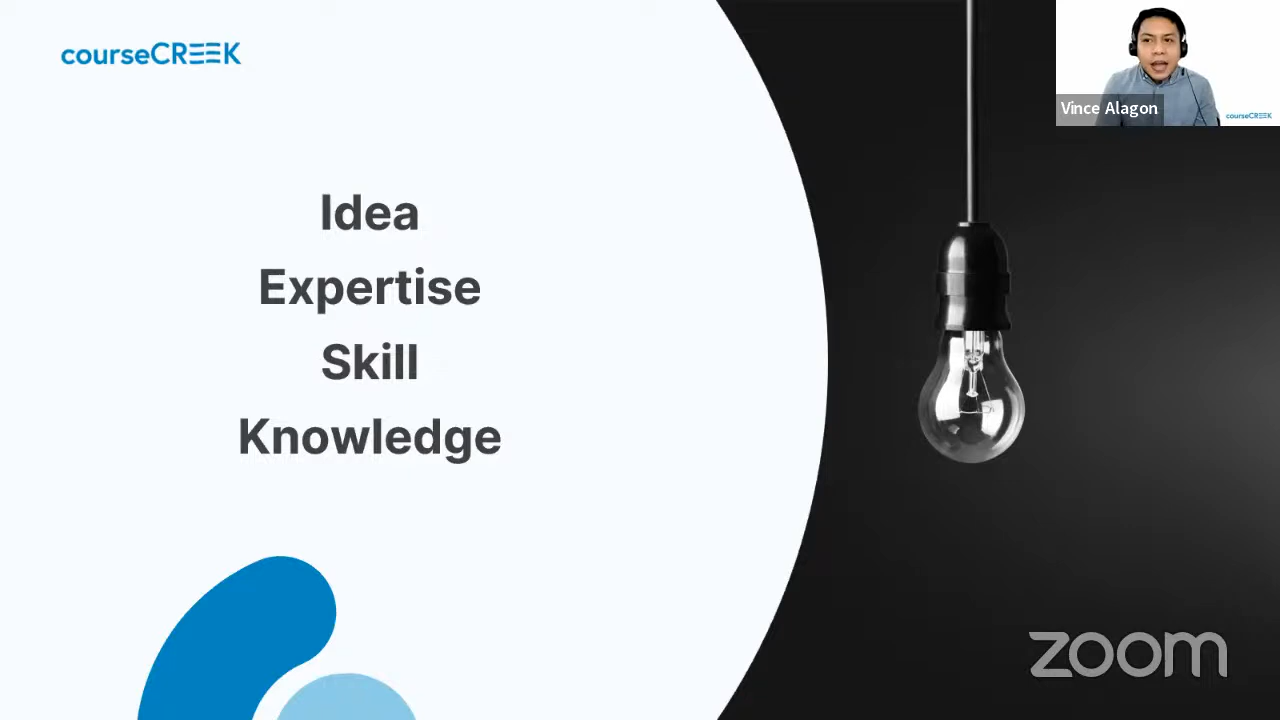 courseCREEK
Vince Alagon
courseCREEK
Idea
Expertise
Skill
Knowledge
zoom